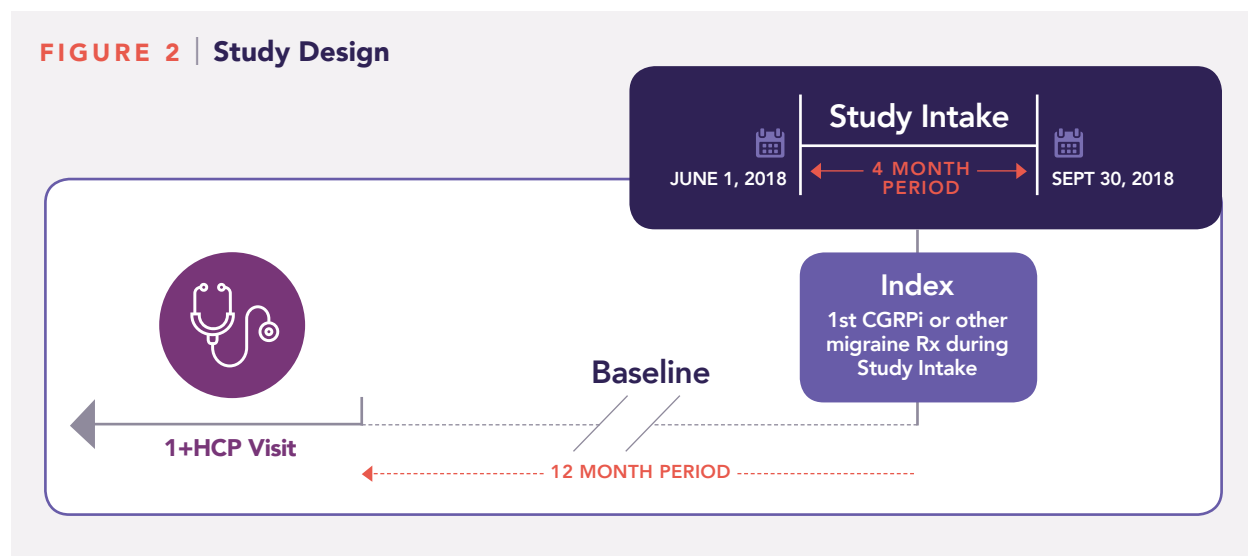 FIGURE 2 | Study Design
Study Intake
JUNE 1, 2018
4 MONTH
PERIOD
SEPT 30, 2018
Index
1st CGRPi or other
migraine Rx during
Study Intake
Baseline
1+HCP Visit
12 MONTH PERIOD